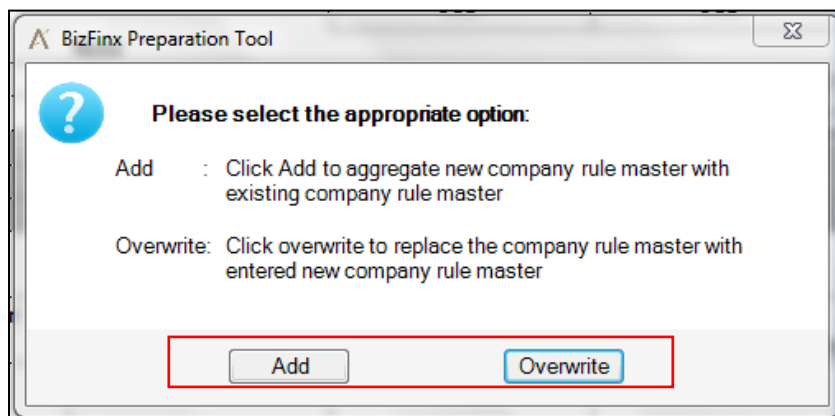 BizFinx Preparation Tool
Please select the appropriate option:
Add : Click Add to aggregate new company rule master with
existing company rule master
Overwrite: Click overwrite to replace the company rule master with
entered new company rule master
Add Overwrite